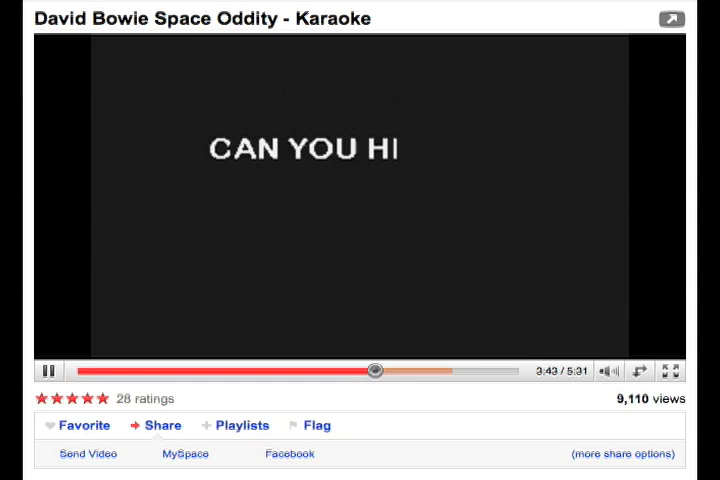 David Bowie Space Oddity - Karaoke
CAN YOU HI
3:43 / 5:31
28 ratings
9,110 views
Favorite Share Playlists Flag
Send Video MySpace Facebook (more share options)